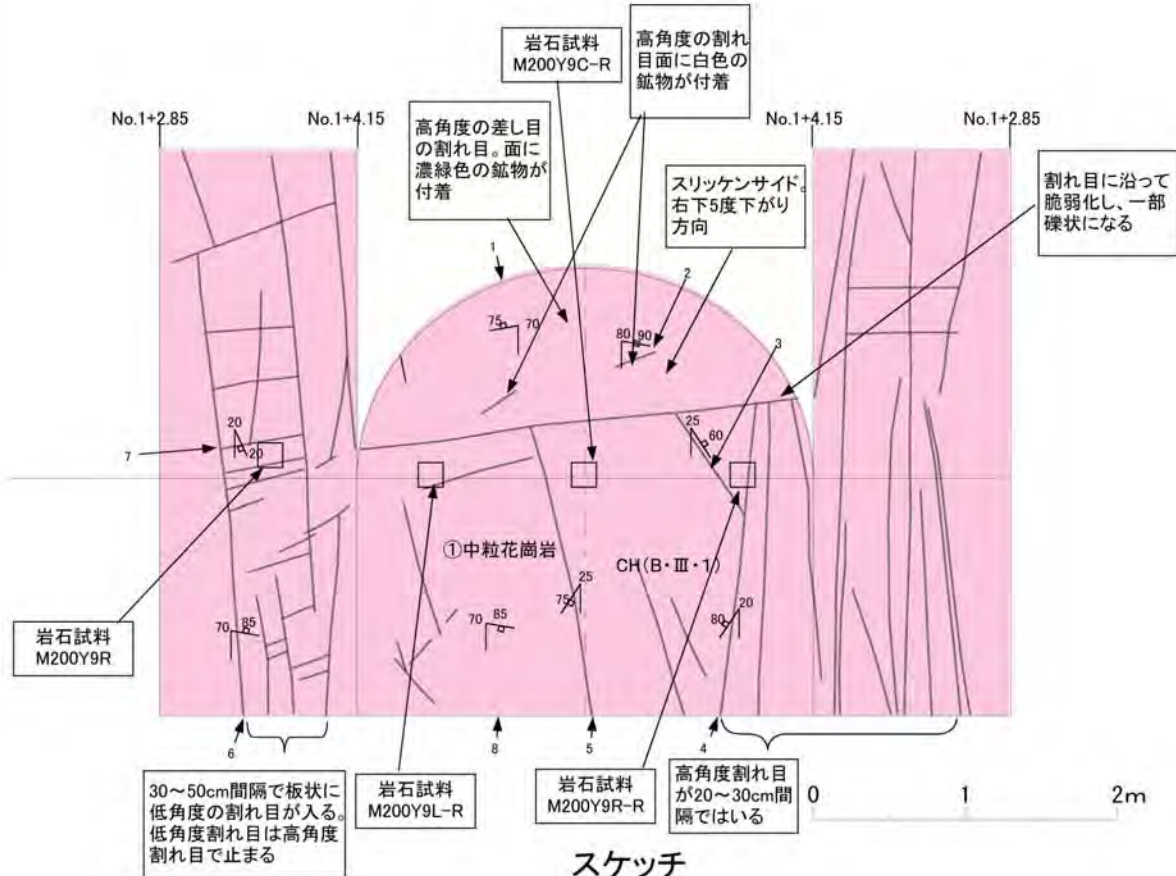 岩石試料
M200Y9C-R
高角度の割れ
目面に白色の
鉱物が付着
No.1+2.85
No.1+4.15
No.1+4.15
No.1+2.85
高角度の差し目
の割れ目。面に
濃緑色の鉱物が
付着
スリッケンサイド。
右下5度下がり
方向
割れ目に沿って
脆弱化し、一部
礫状になる
1
2
75
70
80
90
3
20
20
7
25
60
①中粒花崗岩
CH(B・Ⅲ・1)
25
75
20
80
70
85
70
85
岩石試料
M200Y9R
6
8
5
4
30~50cm間隔で板状に
低角度の割れ目が入る。
低角度割れ目は高角度
割れ目で止まる
岩石試料
M200Y9L-R
岩石試料
M200Y9R-R
高角度割れ目
が20~30cm間
隔ではいる
0
1
2m
スケッチ